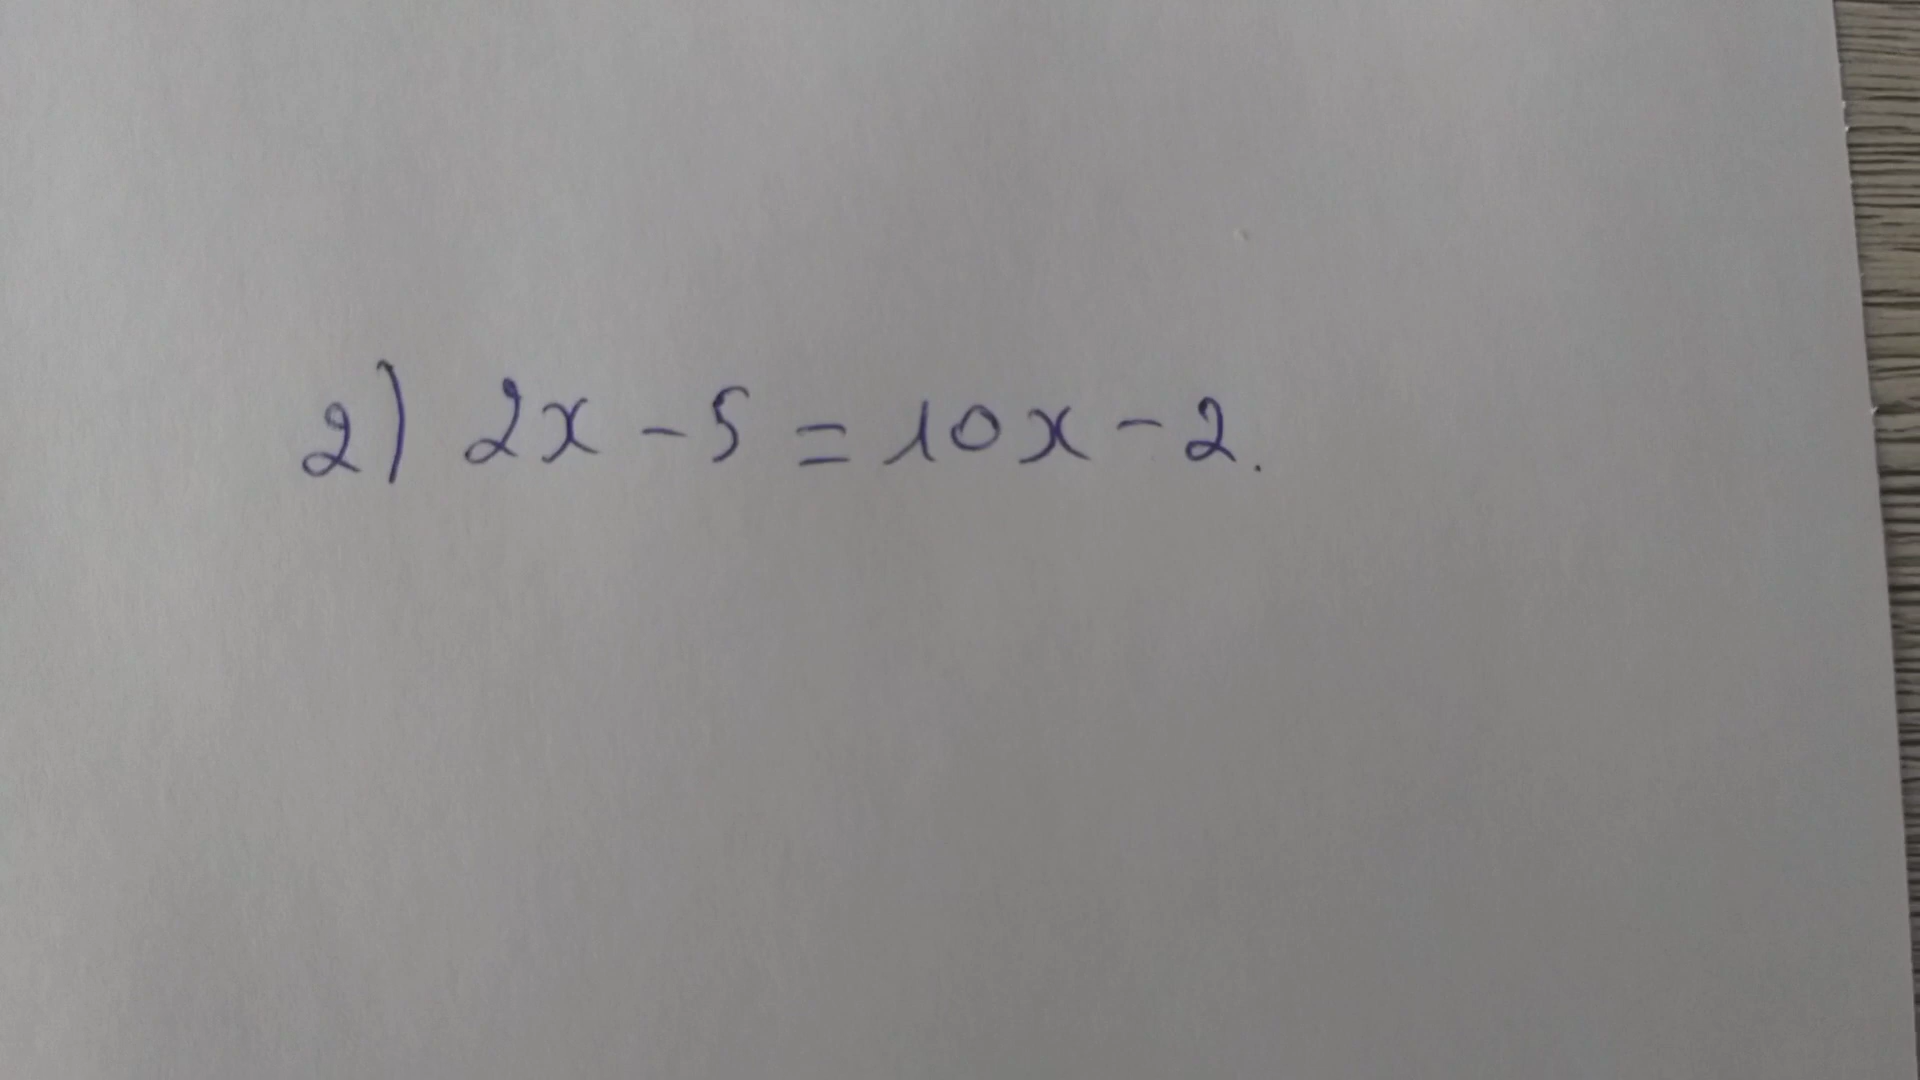 2) 2x - 5 = 10x - 2.